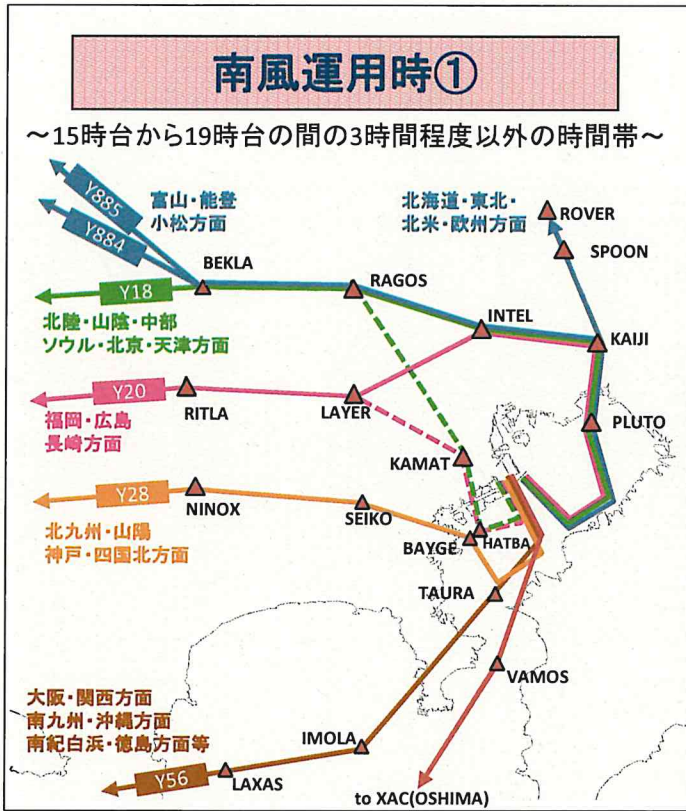 南風運用時①
～15時台から19時台の間の3時間程度以外の時間帯～
Y885
Y884
富山・能登
小松方面
北海道・東北・
北米・欧州方面
ROVER
SPOON
BEKLA
RAGOS
Y18
INTEL
KAIJI
北陸・山陰・中部
ソウル・北京・天津方面
Y20
RITLA
LAYER
PLUTO
福岡・広島
長崎方面
KAMAT
Y28
NINOX
SEIKO
北九州・山陽
神戸・四国北方面
BAYGE
HATBA
TAURA
VAMOS
大阪・関西方面
南九州・沖縄方面
南紀白浜・徳島方面等
IMOLA
Y56
LAXAS
to XAC(OSHIMA)